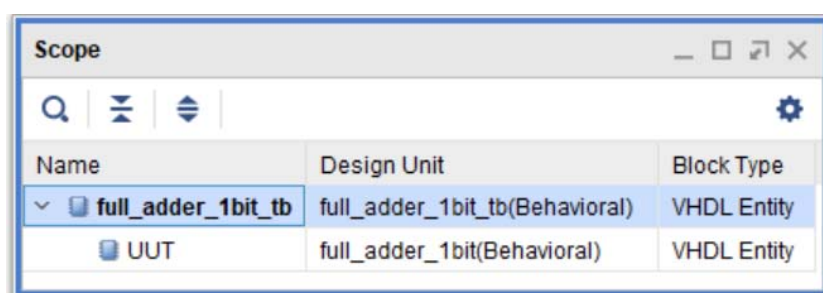 Scope
Name Design Unit Block Type
full_adder_1bit_tb full_adder_1bit_tb(Behavioral) VHDL Entity
UUT full_adder_1bit(Behavioral) VHDL Entity